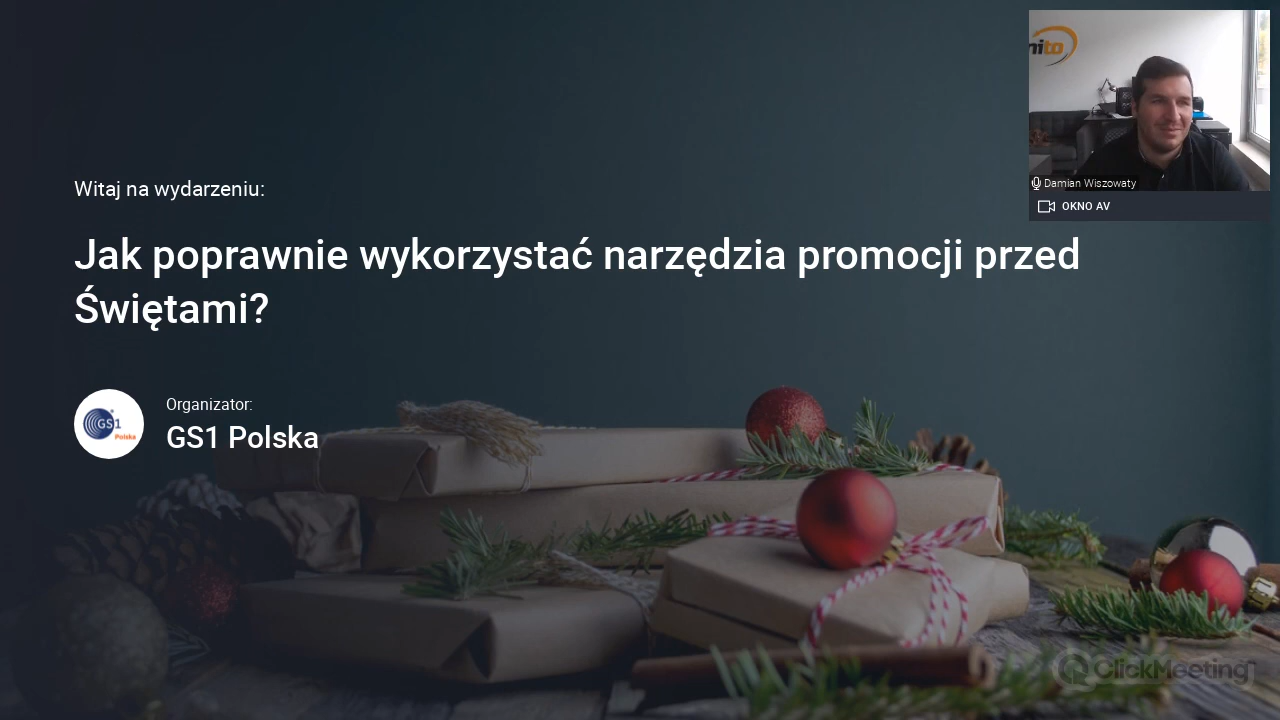 Witaj na wydarzeniu:
Jak poprawnie wykorzystać narzędzia promocji przed
Świętami?
Organizator:
GS1 Polska
GS1
Polska
nito
Damian Wiszowaty
OKNO AV
ClickMeeting